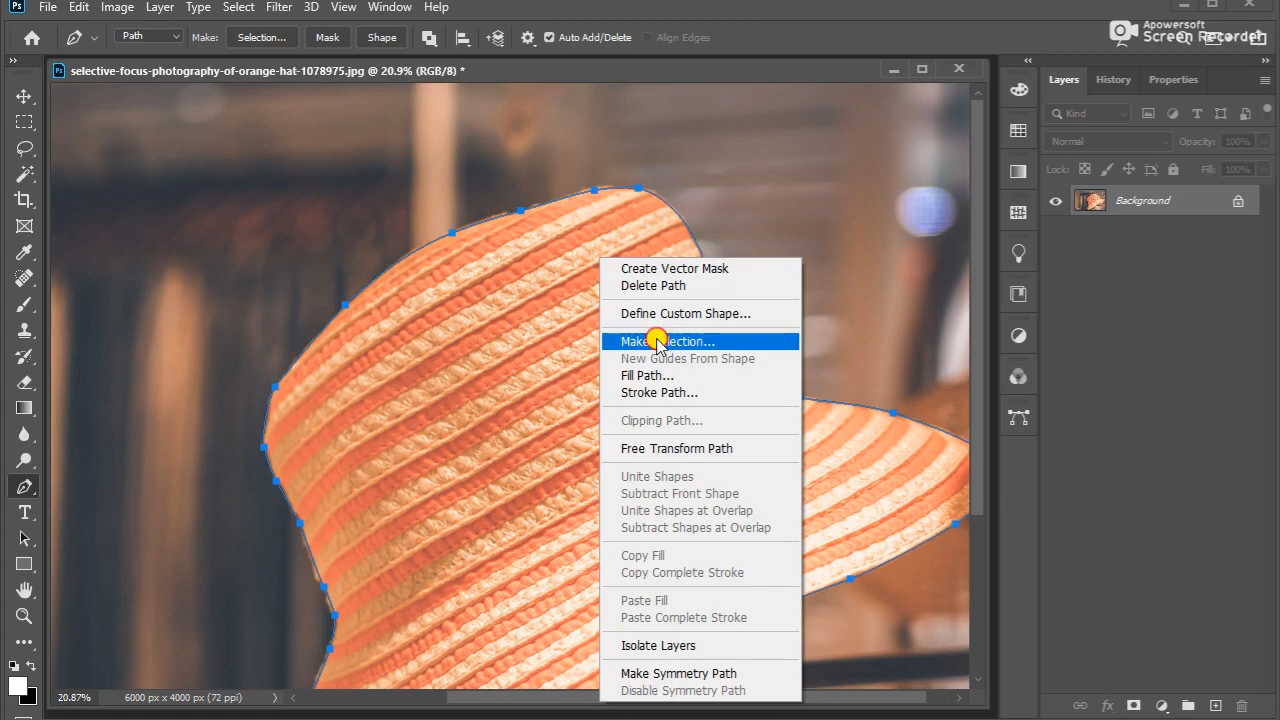 Ps File Edit Image Layer Type Select Filter 3D View Window Help
Path Make: Selection... Mask Shape Auto Add/Delete Align Edges
Apowersoft
Screen Recorder
Ps selective-focus-photography-of-orange-hat-1078975.jpg @ 20.9% (RGB/8) *
Layers History Properties
Kind
Normal Opacity: 100%
Lock: Fill: 100%
Background
Create Vector Mask
Delete Path
Define Custom Shape...
Make Selection...
New Guides From Shape
Fill Path...
Stroke Path...
Clipping Path...
Free Transform Path
Unite Shapes
Subtract Front Shape
Unite Shapes at Overlap
Subtract Shapes at Overlap
Copy Fill
Copy Complete Stroke
Paste Fill
Paste Complete Stroke
Isolate Layers
Make Symmetry Path
Disable Symmetry Path
20.87% 6000 px x 4000 px (72 ppi)
fx